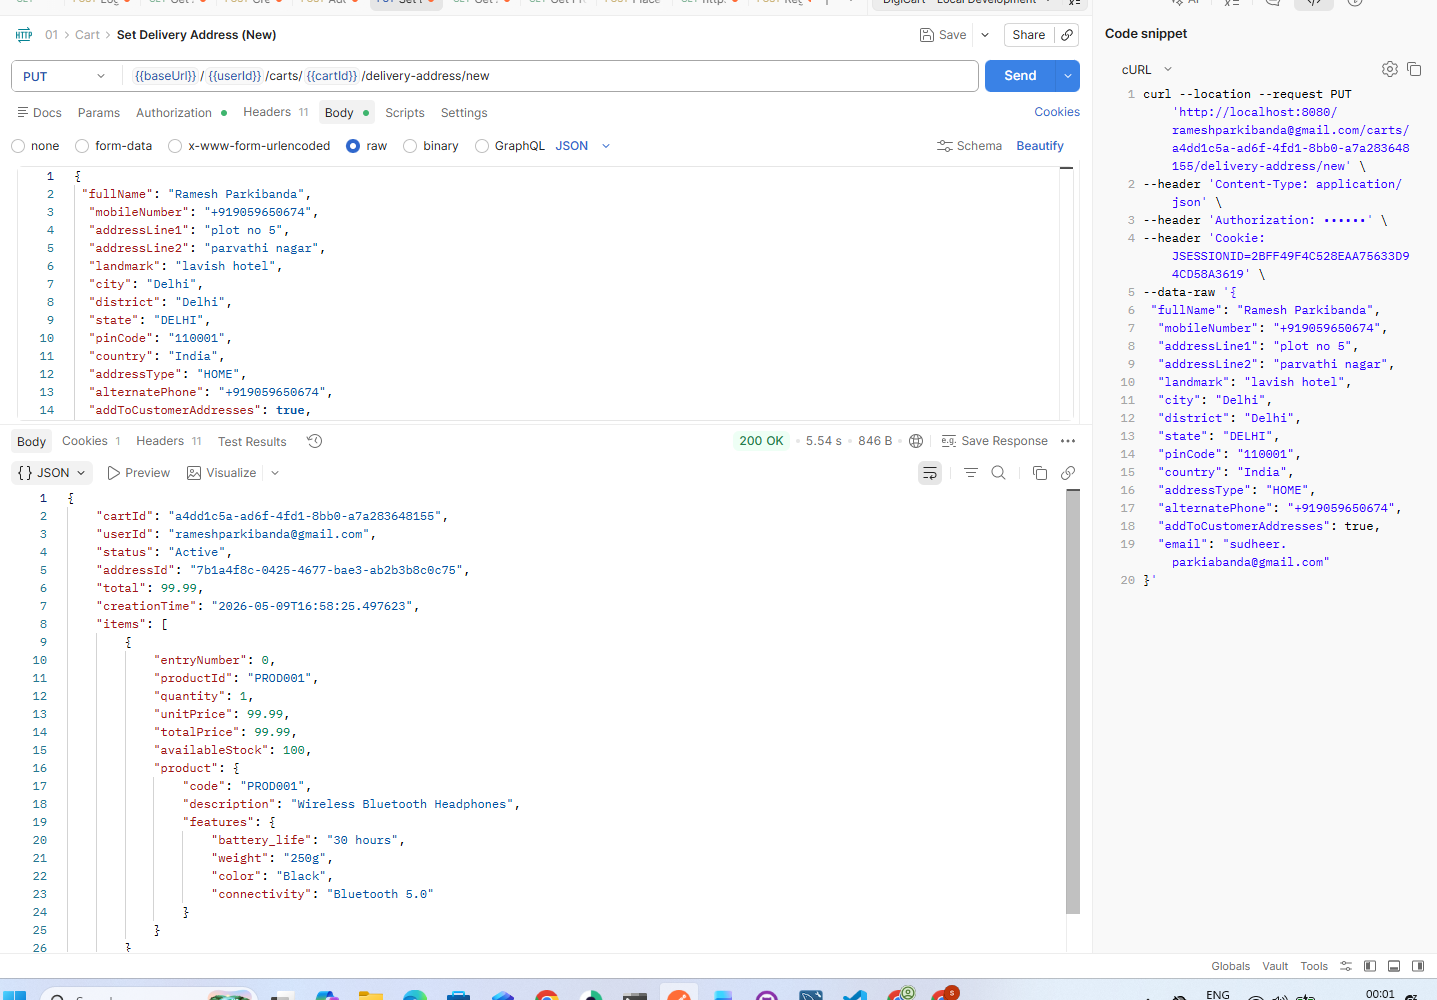 DigiCart - Local Development
01 > Cart > Set Delivery Address (New)
Save
Share
PUT
{{baseUrl}} / {{userId}} /carts/ {{cartId}} /delivery-address/new
Send
Docs Params Authorization Headers 11 Body Scripts Settings
Cookies
none form-data x-www-form-urlencoded raw binary GraphQL JSON
Schema Beautify
1 {
2 "fullName": "Ramesh Parkibanda",
3 "mobileNumber": "+919059650674",
4 "addressLine1": "plot no 5",
5 "addressLine2": "parvathi nagar",
6 "landmark": "lavish hotel",
7 "city": "Delhi",
8 "district": "Delhi",
9 "state": "DELHI",
10 "pinCode": "110001",
11 "country": "India",
12 "addressType": "HOME",
13 "alternatePhone": "+919059650674",
14 "addToCustomerAddresses": true,
Body Cookies 1 Headers 11 Test Results
200 OK • 5.54 s • 846 B
Save Response
{} JSON Preview Visualize
1 {
2 "cartId": "a4dd1c5a-ad6f-4fd1-8bb0-a7a283648155",
3 "userId": "rameshparkibanda@gmail.com",
4 "status": "Active",
5 "addressId": "7b1a4f8c-0425-4677-bae3-ab2b3b8c0c75",
6 "total": 99.99,
7 "creationTime": "2026-05-09T16:58:25.497623",
8 "items": [
9 {
10 "entryNumber": 0,
11 "productId": "PROD001",
12 "quantity": 1,
13 "unitPrice": 99.99,
14 "totalPrice": 99.99,
15 "availableStock": 100,
16 "product": {
17 "code": "PROD001",
18 "description": "Wireless Bluetooth Headphones",
19 "features": {
20 "battery_life": "30 hours",
21 "weight": "250g",
22 "color": "Black",
23 "connectivity": "Bluetooth 5.0"
24 }
25 }
26 }
Code snippet
cURL
1 curl --location --request PUT
'http://localhost:8080/
rameshparkibanda@gmail.com/carts/
a4dd1c5a-ad6f-4fd1-8bb0-a7a283648
155/delivery-address/new' \
2 --header 'Content-Type: application/
json' \
3 --header 'Authorization: ••••••' \
4 --header 'Cookie:
JSESSIONID=2BFF49F4C528EAA75633D9
4CD58A3619' \
5 --data-raw '{
6 "fullName": "Ramesh Parkibanda",
7 "mobileNumber": "+919059650674",
8 "addressLine1": "plot no 5",
9 "addressLine2": "parvathi nagar",
10 "landmark": "lavish hotel",
11 "city": "Delhi",
12 "district": "Delhi",
13 "state": "DELHI",
14 "pinCode": "110001",
15 "country": "India",
16 "addressType": "HOME",
17 "alternatePhone": "+919059650674",
18 "addToCustomerAddresses": true,
19 "email": "sudheer.
parkiabanda@gmail.com"
20 }'
Globals Vault Tools
ENG
00:01